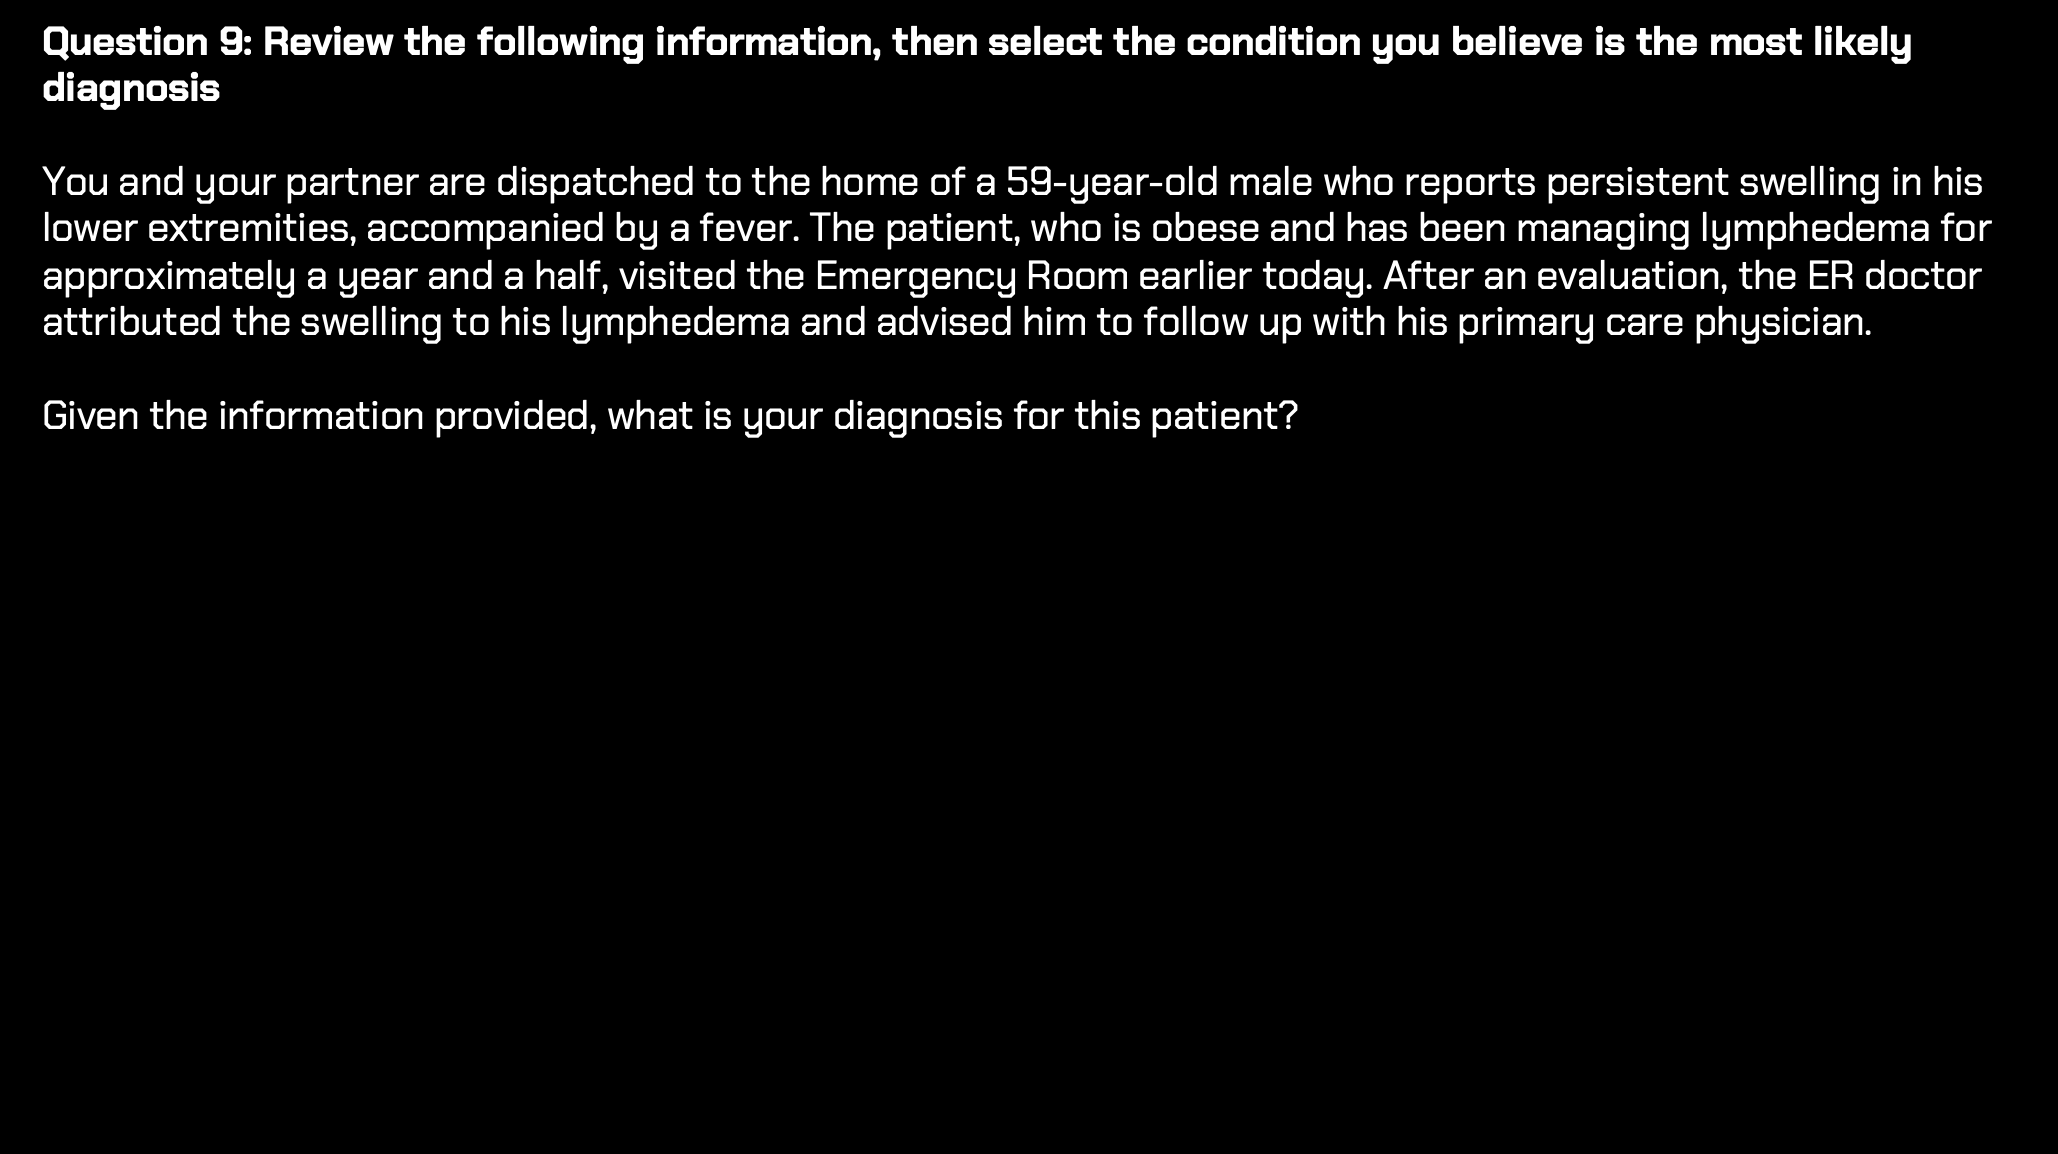 Question 9: Review the following information, then select the condition you believe is the most likely
diagnosis
You and your partner are dispatched to the home of a 59-year-old male who reports persistent swelling in his
lower extremities, accompanied by a fever. The patient, who is obese and has been managing lymphedema for
approximately a year and a half, visited the Emergency Room earlier today. After an evaluation, the ER doctor
attributed the swelling to his lymphedema and advised him to follow up with his primary care physician.
Given the information provided, what is your diagnosis for this patient?